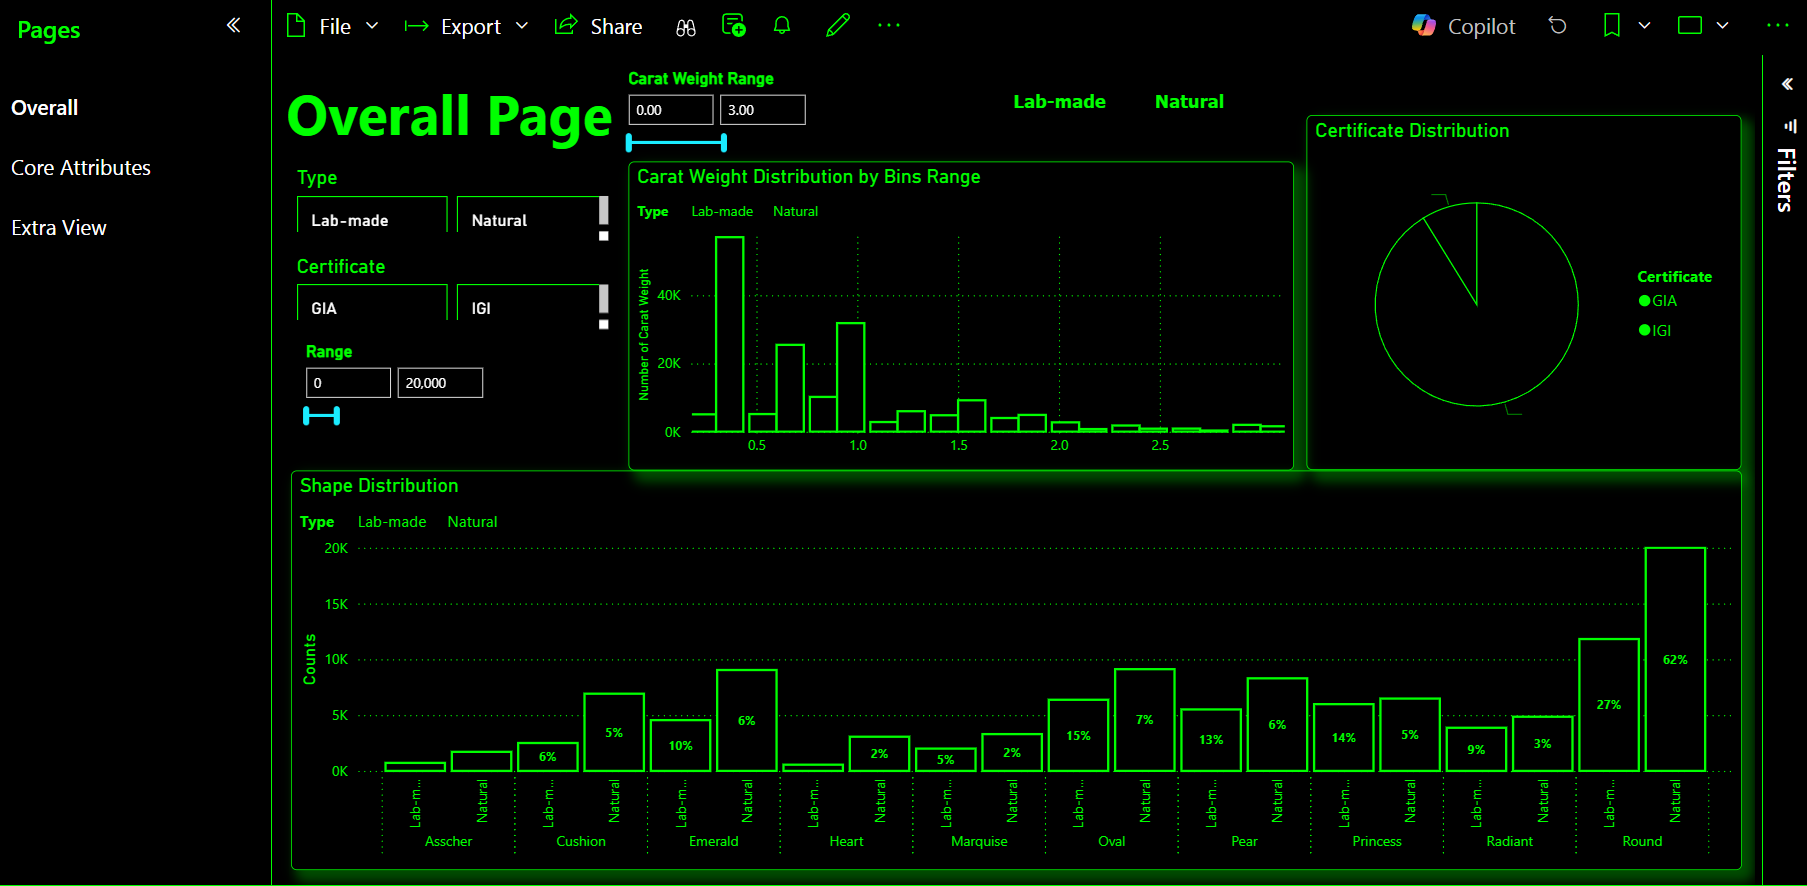 Pages
File
Export
Share
Copilot
Overall
Core Attributes
Extra View
Filters
Overall Page
Carat Weight Range
0.00 3.00
Lab-made Natural
Type
Lab-made Natural
Certificate
GIA IGI
Range
0 20,000
Carat Weight Distribution by Bins Range
Type Lab-made Natural
Number of Carat Weight
40K
20K
0K
0.5 1.0 1.5 2.0 2.5
Certificate Distribution
Certificate
GIA
IGI
Shape Distribution
Type Lab-made Natural
Counts
20K
15K
10K
5K
0K
6% 5% 10% 6% 2% 5% 2% 15% 7% 13% 6% 14% 5% 9% 3% 27% 62%
Lab-m... Natural Lab-m... Natural Lab-m... Natural Lab-m... Natural Lab-m... Natural Lab-m... Natural Lab-m... Natural Lab-m... Natural Lab-m... Natural Lab-m... Natural
Asscher Cushion Emerald Heart Marquise Oval Pear Princess Radiant Round